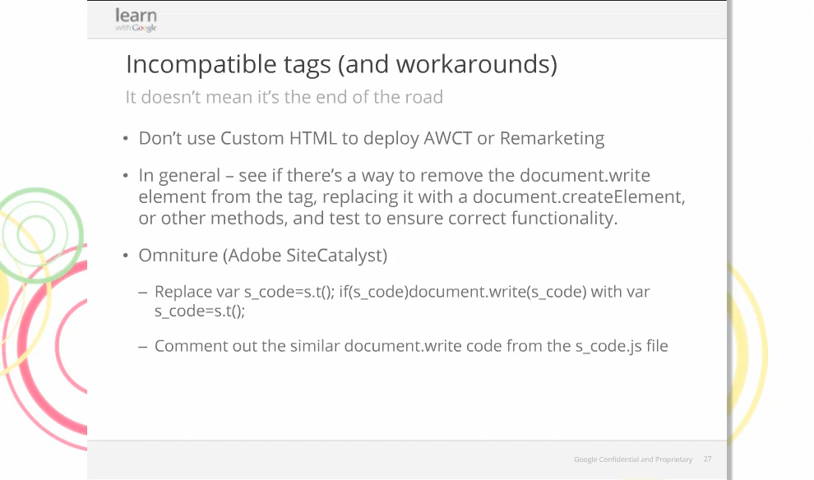 learn
with Google
Incompatible tags (and workarounds)
It doesn't mean it's the end of the road
• Don't use Custom HTML to deploy AWCT or Remarketing
• In general – see if there's a way to remove the document.write
element from the tag, replacing it with a document.createElement,
or other methods, and test to ensure correct functionality.
• Omniture (Adobe SiteCatalyst)
– Replace var s_code=s.t(); if(s_code)document.write(s_code) with var
s_code=s.t();
– Comment out the similar document.write code from the s_code.js file
Google Confidential and Proprietary 27